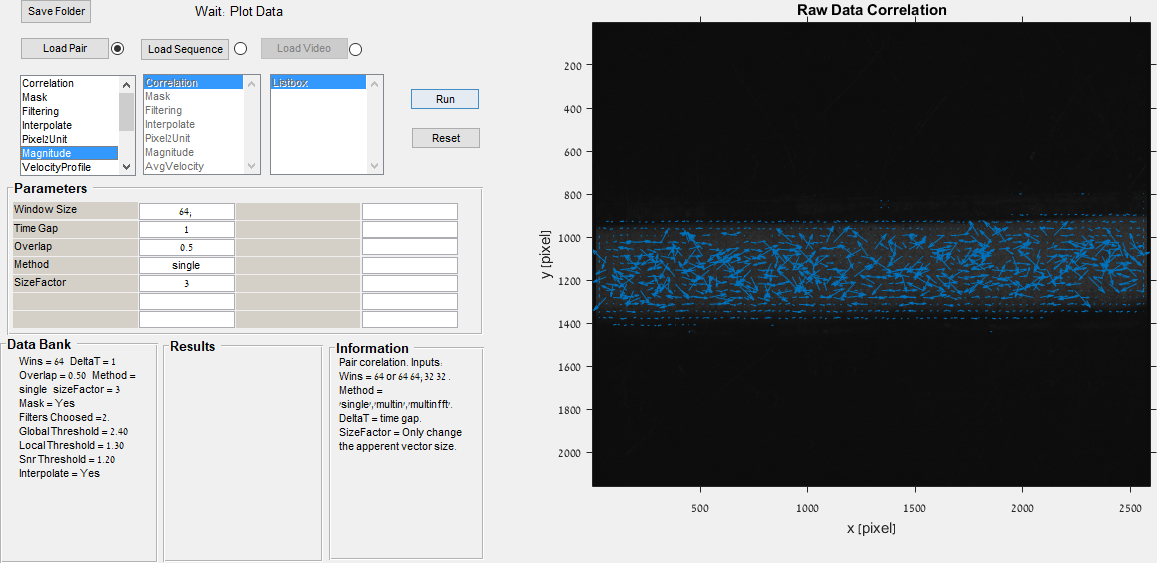 Save Folder
Wait: Plot Data
Load Pair
Load Sequence
Load Video
Correlation
Mask
Filtering
Interpolate
Pixel2Unit
Magnitude
VelocityProfile
Correlation
Mask
Filtering
Interpolate
Pixel2Unit
Magnitude
AvgVelocity
Listbox
Run
Reset
Parameters
Window Size 64;
Time Gap 1
Overlap 0.5
Method single
SizeFactor 3
Data Bank
Wins = 64 DeltaT = 1
Overlap = 0.50 Method =
single sizeFactor = 3
Mask = Yes
Filters Choosed =2.
Global Threshold = 2.40
Local Threshold = 1.30
Snr Threshold = 1.20
Interpolate = Yes
Results
Information
Pair corelation. Inputs:
Wins = 64 or 64 64; 32 32 .
Method =
'single','multin','multinfft'.
DeltaT = time gap.
SizeFactor = Only change
the apperent vector size.
Raw Data Correlation
y [pixel]
200
400
600
800
1000
1200
1400
1600
1800
2000
500 1000 1500 2000 2500
x [pixel]